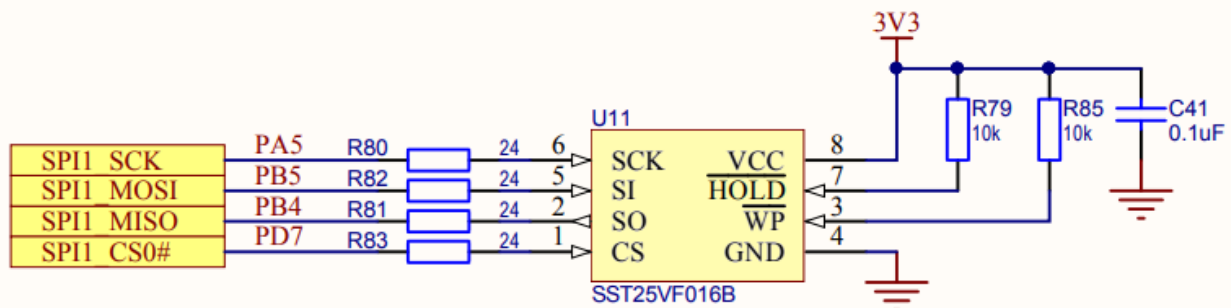 3V3
U11
R79
10k
R85
10k
C41
0.1uF
SPI1_SCK PA5 R80 24 6 SCK VCC 8
SPI1_MOSI PB5 R82 24 5 SI HOLD 7
SPI1_MISO PB4 R81 24 2 SO WP 3
SPI1_CS0# PD7 R83 24 1 CS GND 4
SST25VF016B